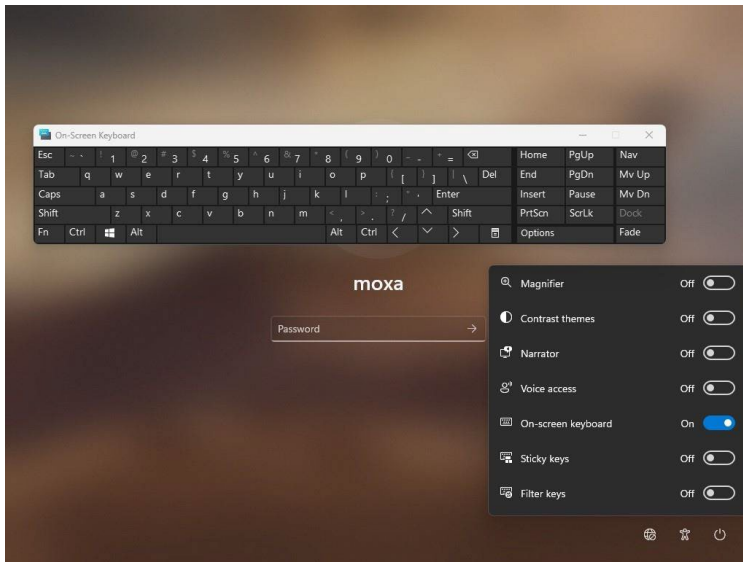 On-Screen Keyboard
Esc ~ ` ! 1 @ 2 # 3 $ 4 % 5 ^ 6 & 7 * 8 ( 9 ) 0 _ - + = Home PgUp Nav
Tab q w e r t y u i o p { [ } ] | \ Del End PgDn Mv Up
Caps a s d f g h j k l : ; " ' Enter Insert Pause Mv Dn
Shift z x c v b n m < , > . ? / Shift PrtScn ScrLk Dock
Fn Ctrl Alt Alt Ctrl Options Fade
moxa
Password
Magnifier Off
Contrast themes Off
Narrator Off
Voice access Off
On-screen keyboard On
Sticky keys Off
Filter keys Off